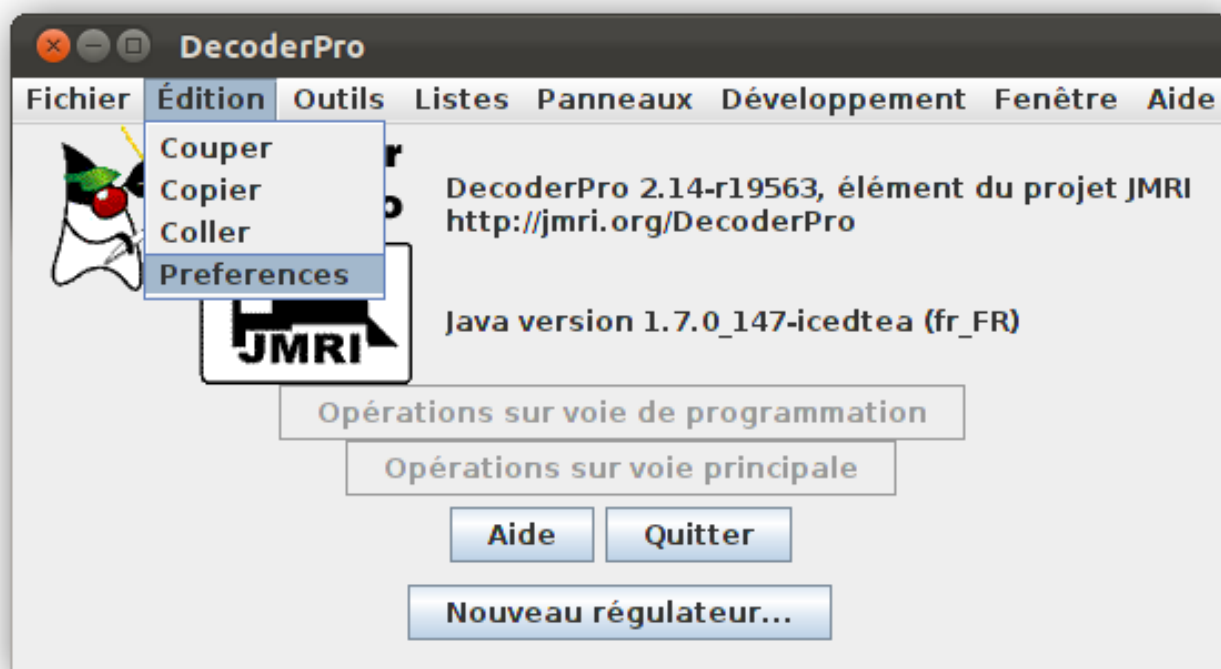 DecoderPro
Fichier Édition Outils Listes Panneaux Développement Fenêtre Aide
Couper
Copier
Coller
Preferences
DecoderPro 2.14-r19563, élément du projet JMRI
http://jmri.org/DecoderPro
JMRI
Java version 1.7.0_147-icedtea (fr_FR)
Opérations sur voie de programmation
Opérations sur voie principale
Aide Quitter
Nouveau régulateur...